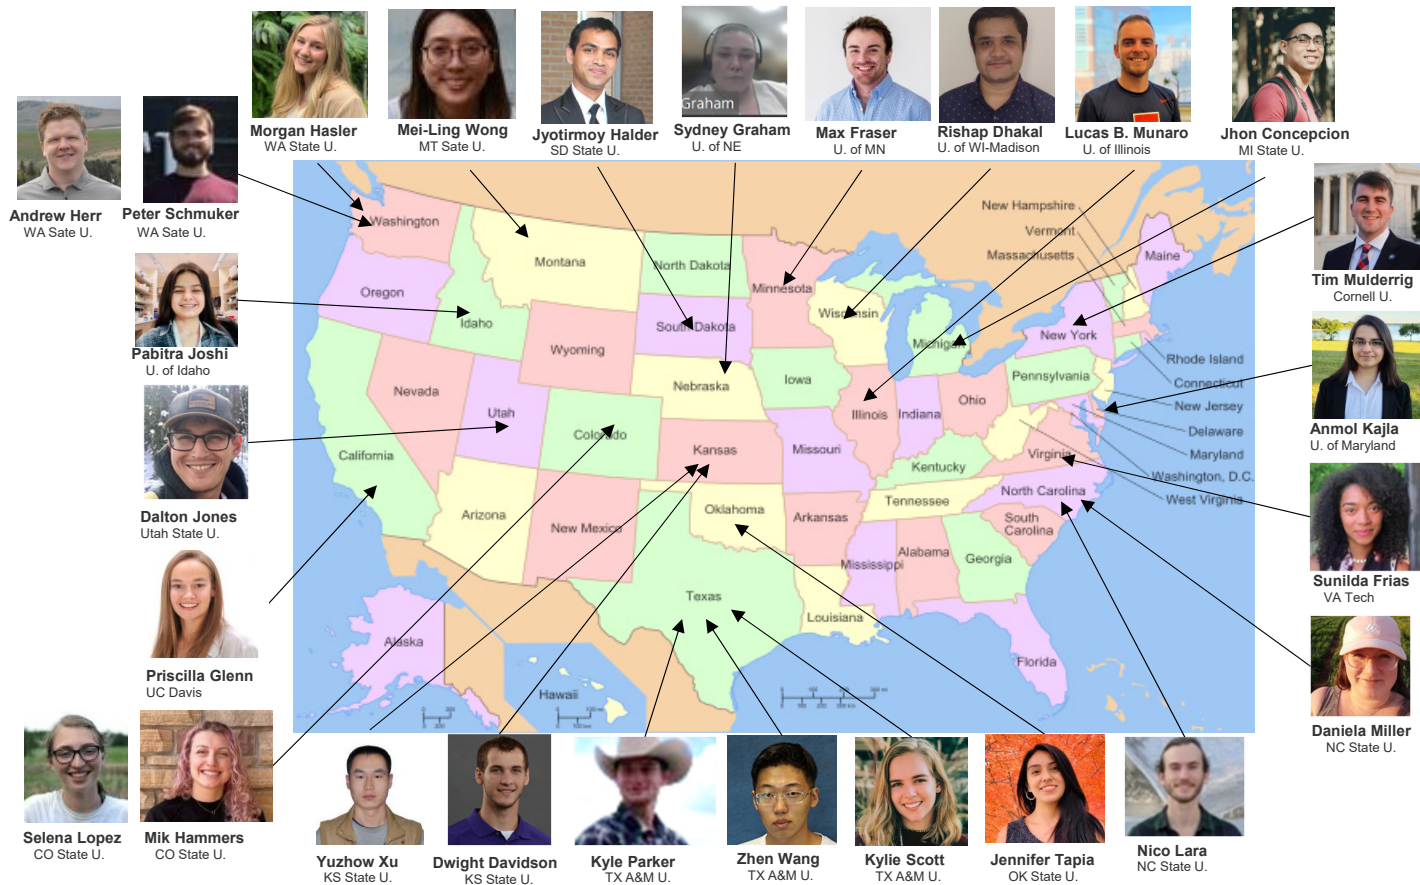 Graham
Morgan Hasler
WA State U.
Mei-Ling Wong
MT Sate U.
Jyotirmoy Halder
SD State U.
Sydney Graham
U. of NE
Max Fraser
U. of MN
Rishap Dhakal
U. of WI-Madison
Lucas B. Munaro
U. of Illinois
Jhon Concepcion
MI State U.
Andrew Herr
WA Sate U.
Peter Schmuker
WA Sate U.
Tim Mulderrig
Cornell U.
Pabitra Joshi
U. of Idaho
Anmol Kajla
U. of Maryland
Dalton Jones
Utah State U.
Sunilda Frias
VA Tech
Priscilla Glenn
UC Davis
Daniela Miller
NC State U.
Selena Lopez
CO State U.
Mik Hammers
CO State U.
Yuzhow Xu
KS State U.
Dwight Davidson
KS State U.
Kyle Parker
TX A&M U.
Zhen Wang
TX A&M U.
Kylie Scott
TX A&M U.
Jennifer Tapia
OK State U.
Nico Lara
NC State U.
Washington
Oregon
Idaho
Montana
North Dakota
South Dakota
Minnesota
Wisconsin
Michigan
New York
Maine
New Hampshire
Vermont
Massachusetts
Rhode Island
Connecticut
New Jersey
Delaware
Maryland
Washington, D.C.
West Virginia
Wyoming
Nebraska
Iowa
Nevada
Utah
Colorado
Kansas
Missouri
Illinois
Indiana
Ohio
Pennsylvania
California
Kentucky
Virginia
North Carolina
Tennessee
South
Carolina
Arizona
New Mexico
Oklahoma
Arkansas
Mississippi
Alabama
Georgia
Texas
Louisiana
Florida
Alaska
Hawaii